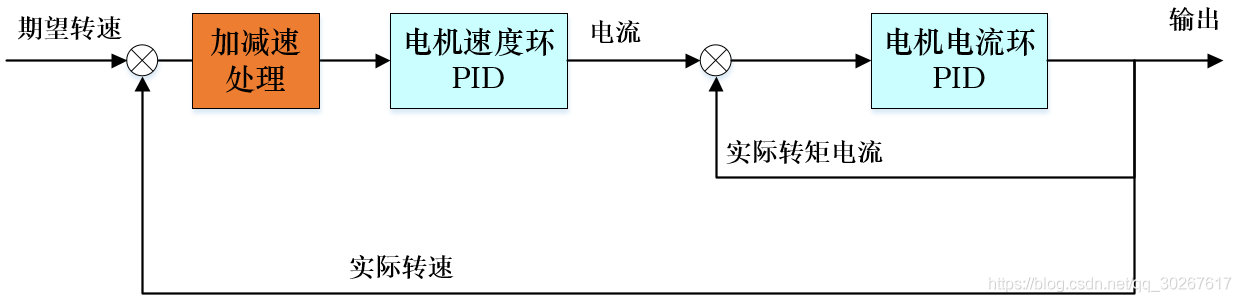 期望转速
加减速
处理
电机速度环
PID
电流
电机电流环
PID
输出
实际转矩电流
实际转速
https://blog.csdn.net/qq_30267617